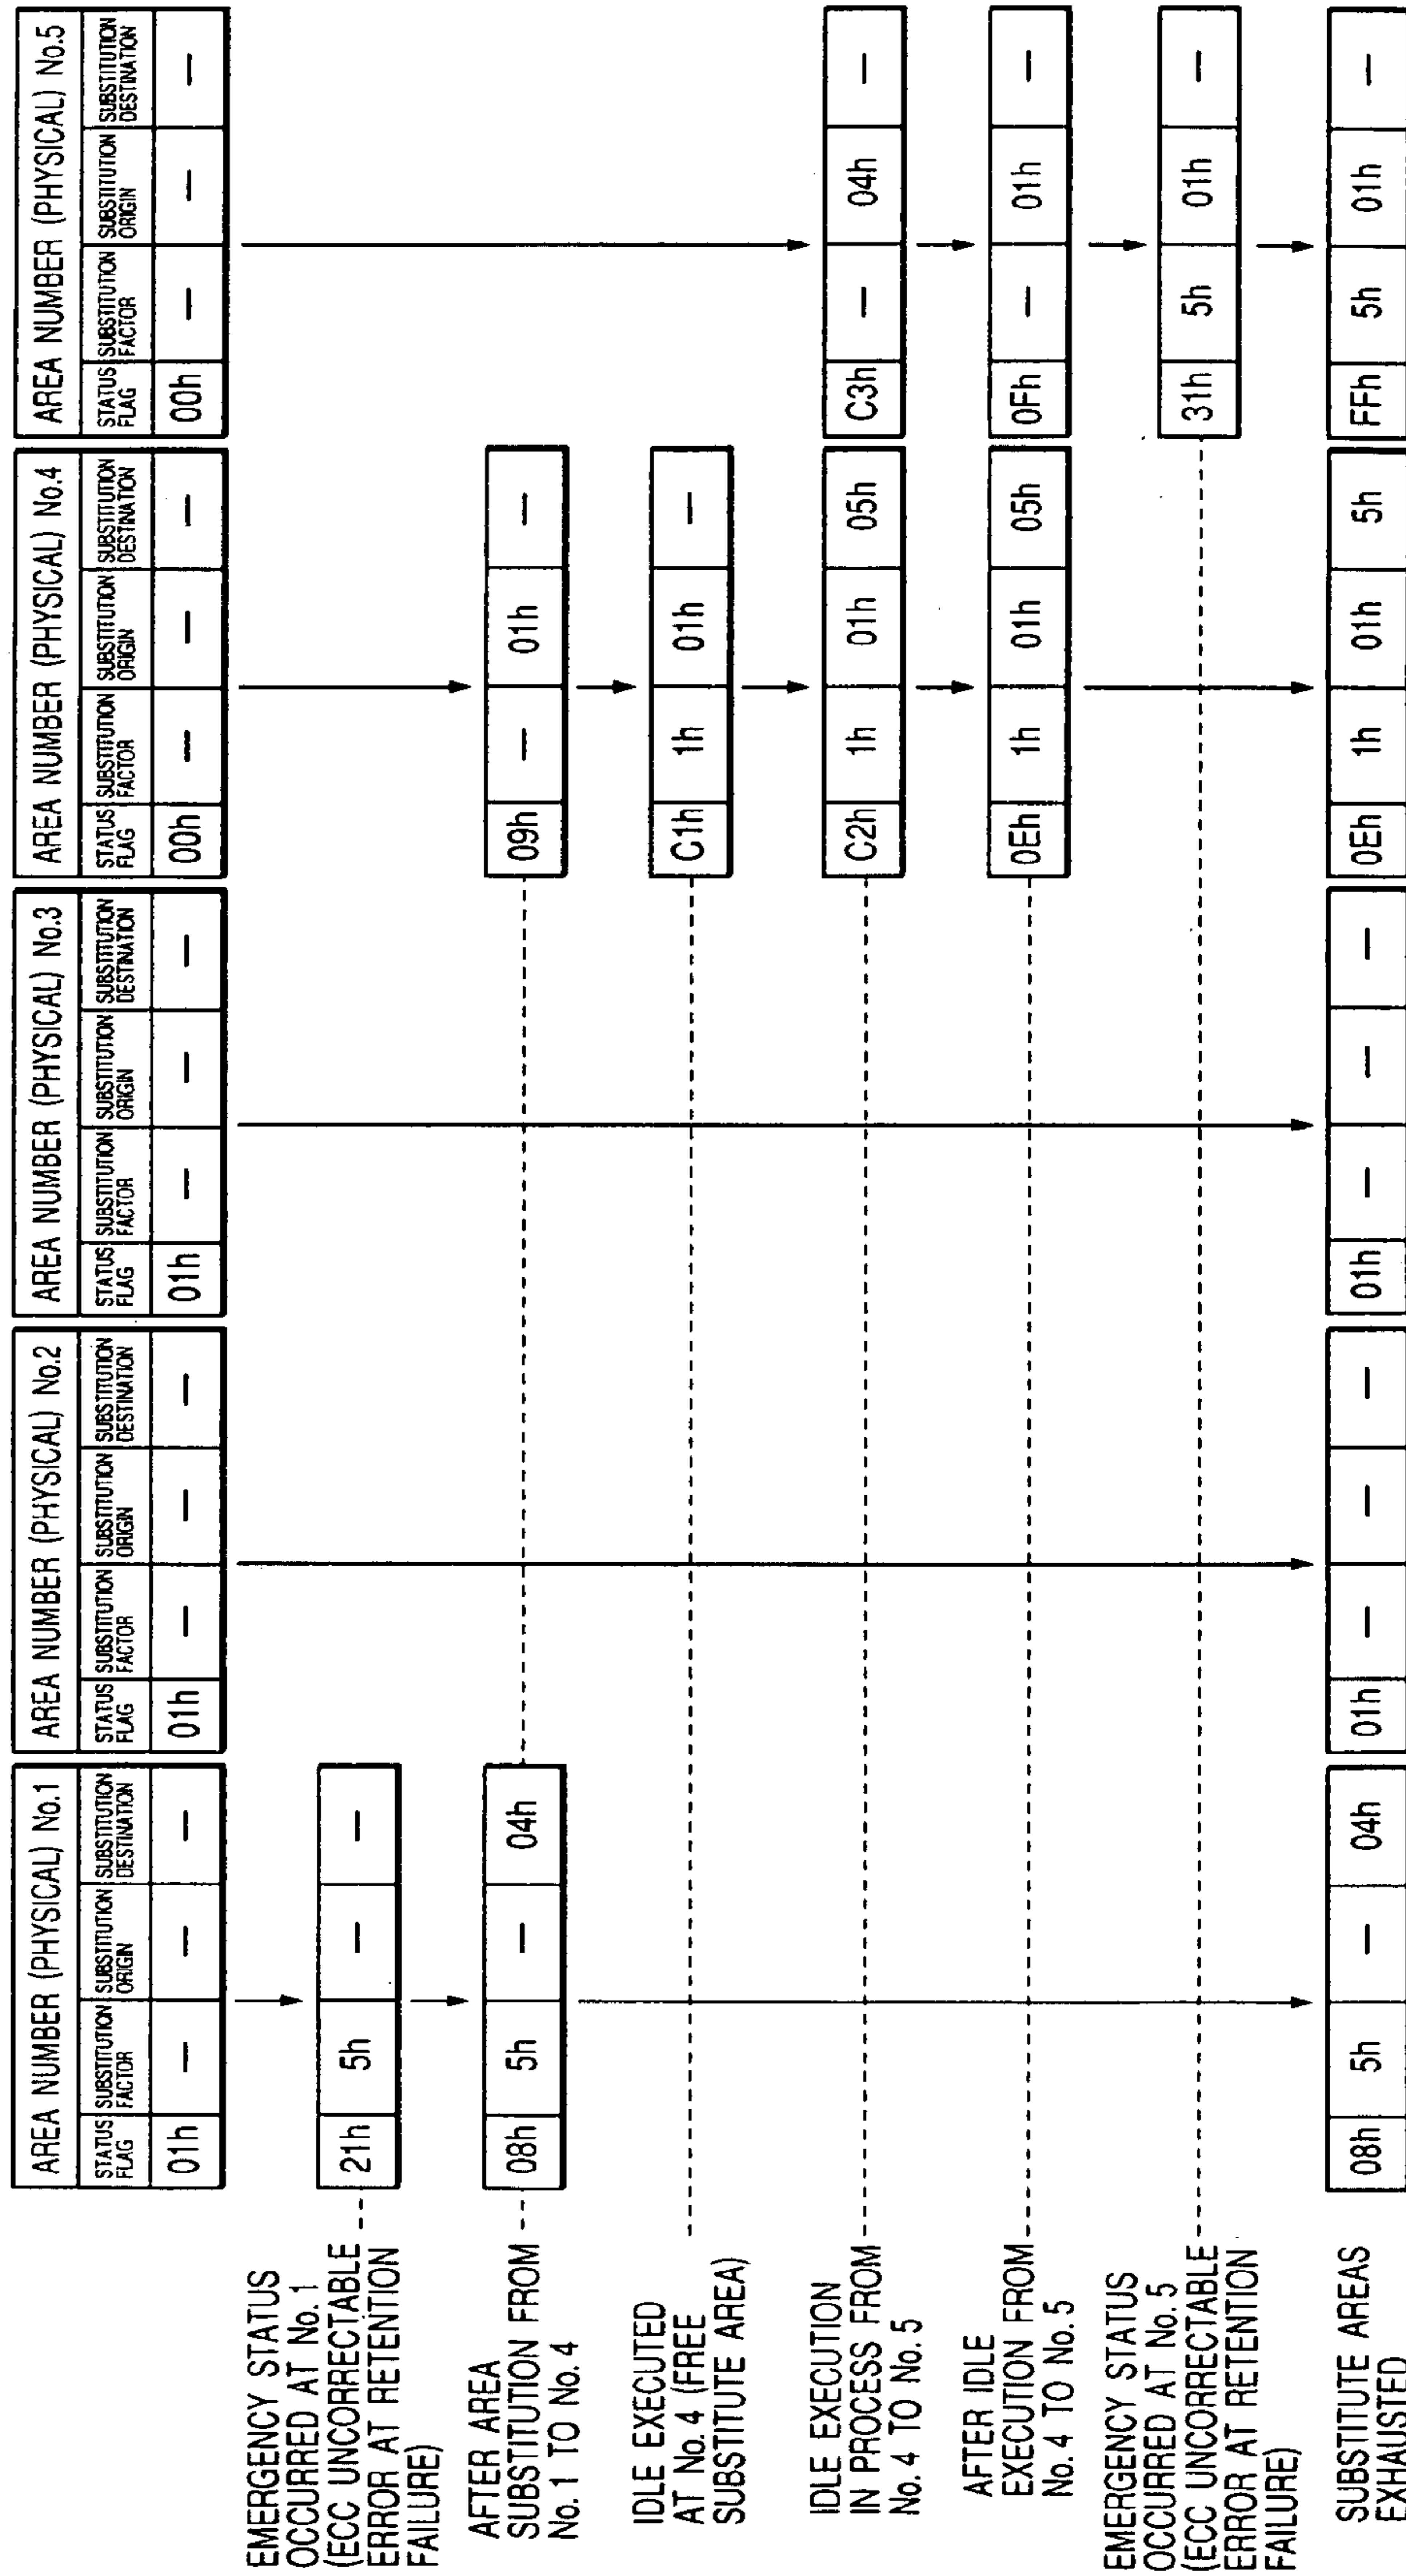 AREA NUMBER (PHYSICAL) No.1
STATUS FLAG
SUBSTITUTION FACTOR
SUBSTITUTION ORIGIN
SUBSTITUTION DESTINATION
01h — — —
AREA NUMBER (PHYSICAL) No.2
STATUS FLAG
SUBSTITUTION FACTOR
SUBSTITUTION ORIGIN
SUBSTITUTION DESTINATION
01h — — —
AREA NUMBER (PHYSICAL) No.3
STATUS FLAG
SUBSTITUTION FACTOR
SUBSTITUTION ORIGIN
SUBSTITUTION DESTINATION
01h — — —
AREA NUMBER (PHYSICAL) No.4
STATUS FLAG
SUBSTITUTION FACTOR
SUBSTITUTION ORIGIN
SUBSTITUTION DESTINATION
00h — — —
AREA NUMBER (PHYSICAL) No.5
STATUS FLAG
SUBSTITUTION FACTOR
SUBSTITUTION ORIGIN
SUBSTITUTION DESTINATION
00h — — —
EMERGENCY STATUS
OCCURRED AT No. 1
(ECC UNCORRECTABLE
ERROR AT RETENTION
FAILURE)
21h 5h — —
AFTER AREA
SUBSTITUTION FROM
No. 1 TO No. 4
08h 5h — 04h
09h — 01h —
IDLE EXECUTED
AT No. 4 (FREE
SUBSTITUTE AREA)
C1h 1h 01h —
IDLE EXECUTION
IN PROCESS FROM
No. 4 TO No. 5
C2h 1h 01h 05h
C3h — 04h —
AFTER IDLE
EXECUTION FROM
No. 4 TO No. 5
0Eh 1h 01h 05h
0Fh — 01h —
EMERGENCY STATUS
OCCURRED AT No. 5
(ECC UNCORRECTABLE
ERROR AT RETENTION
FAILURE)
31h 5h 01h —
SUBSTITUTE AREAS
EXHAUSTED
08h 5h — 04h
01h — — —
01h — — —
0Eh 1h 01h 5h
FFh 5h 01h —